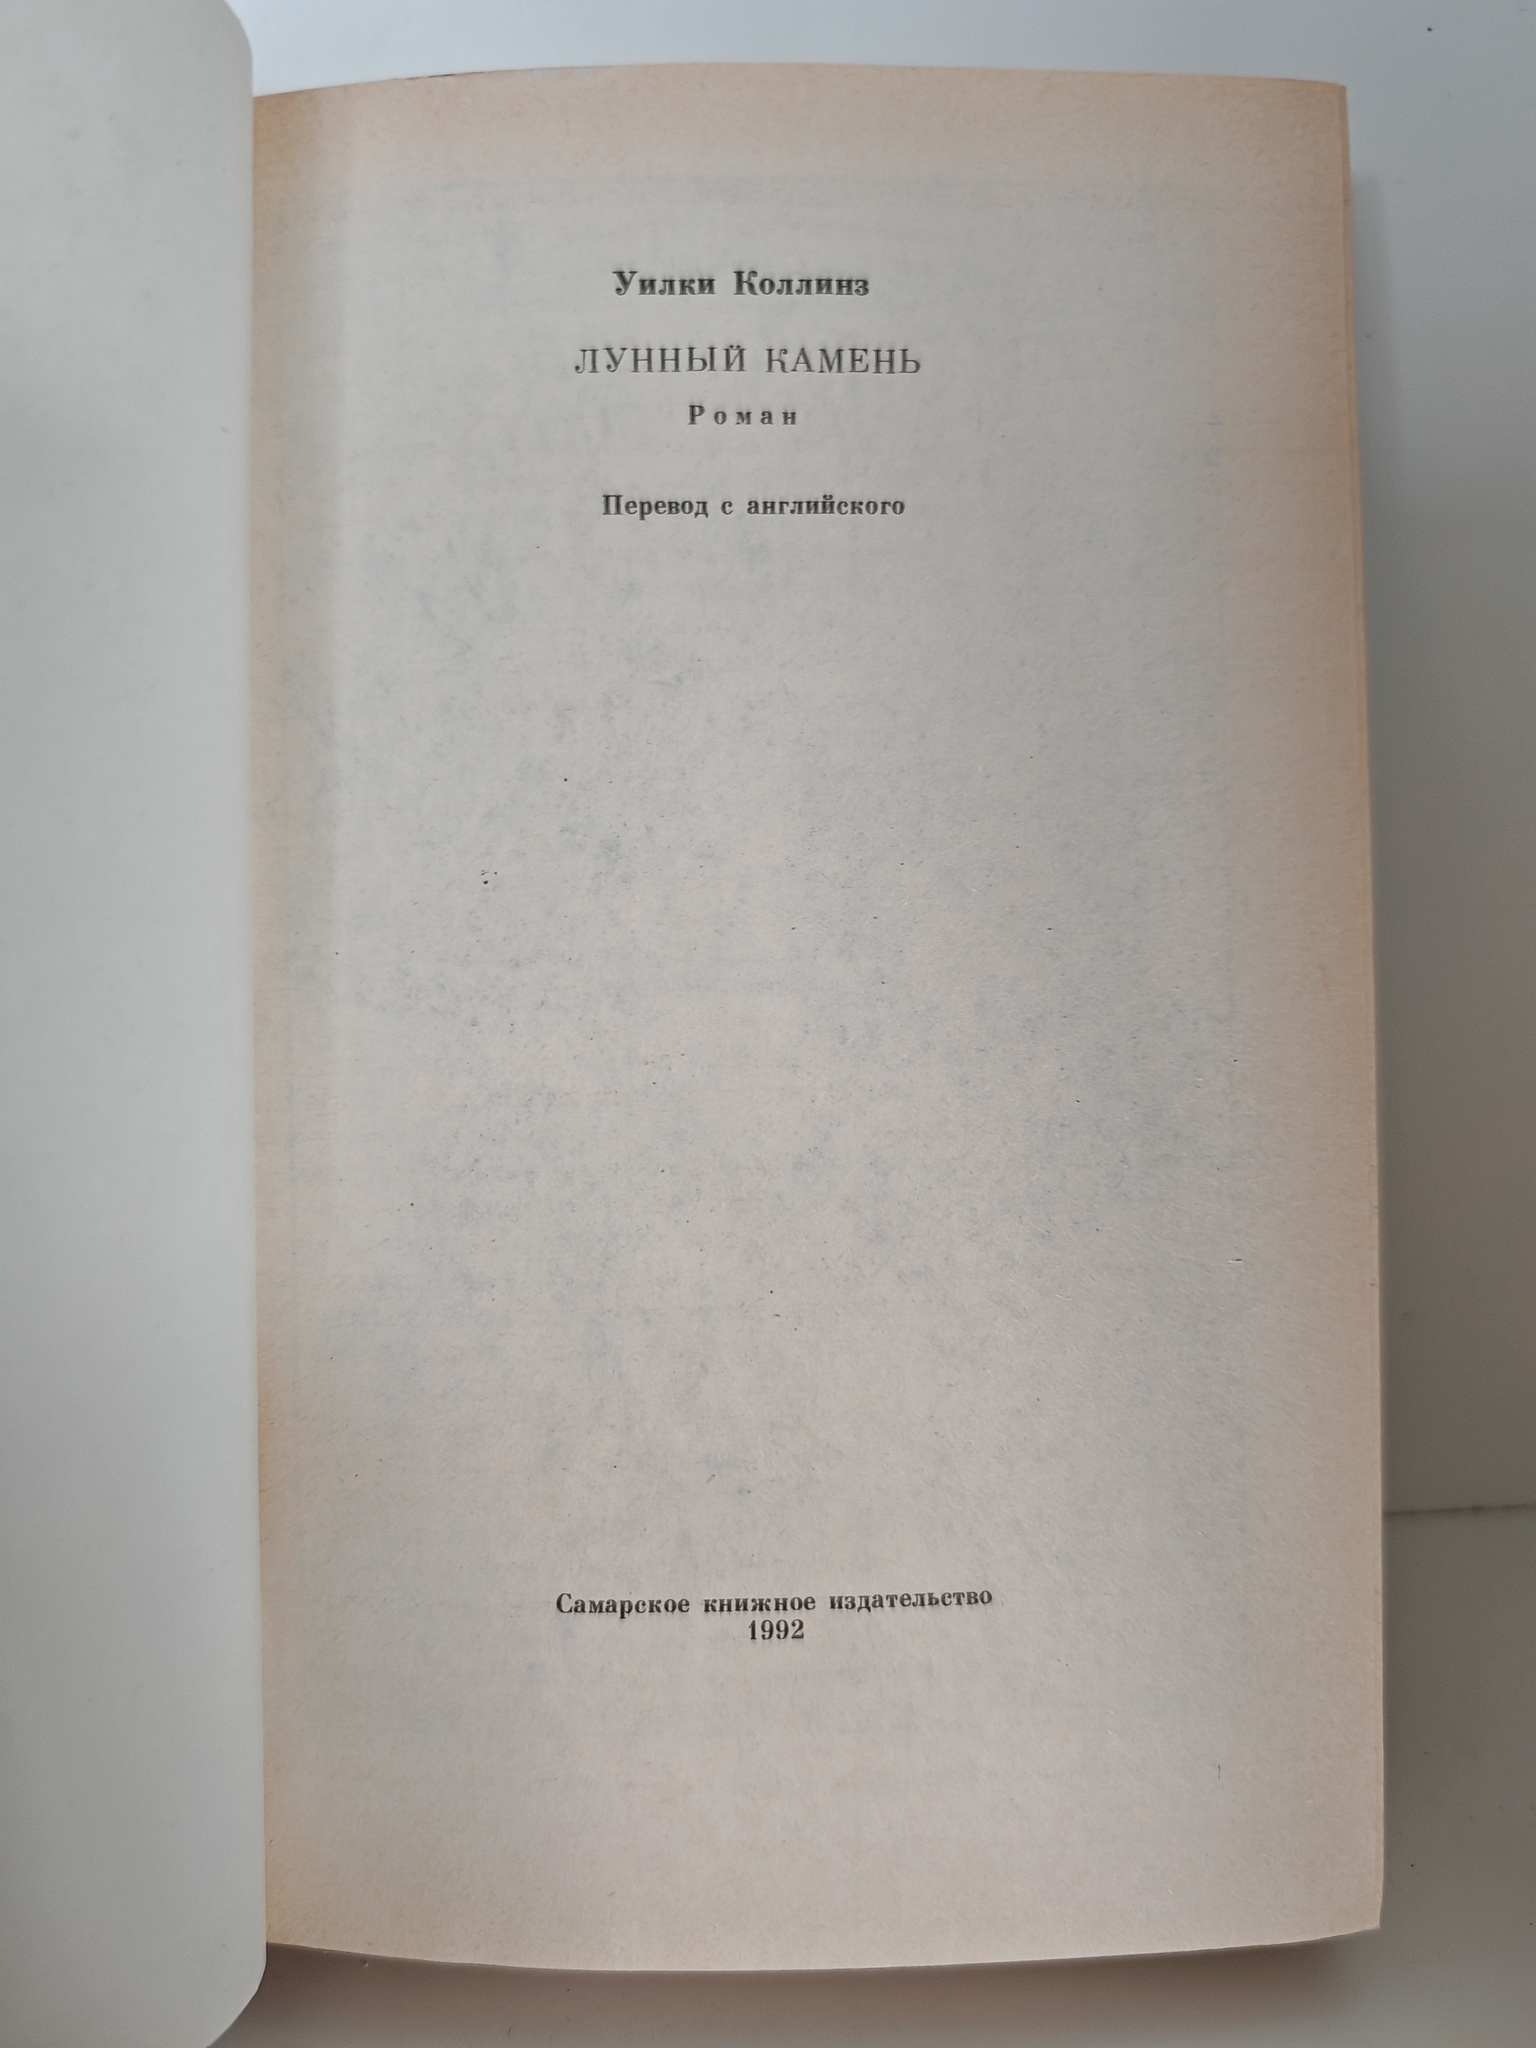 Уилки Коллинз
ЛУННЫЙ КАМЕНЬ
Роман
Перевод с английского
Самарское книжное издательство
1992